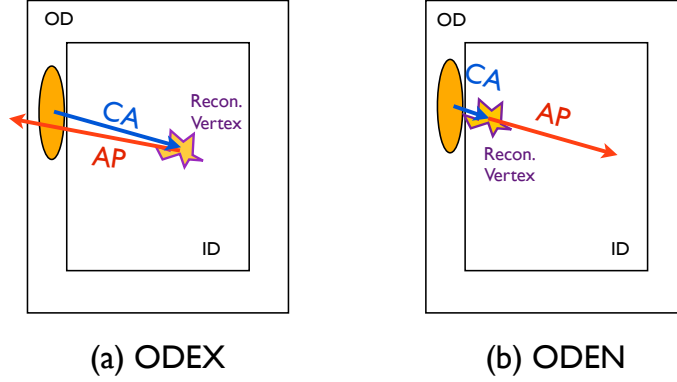 OD
CA
Recon.
Vertex
AP
ID
(a) ODEX
OD
CA
AP
Recon.
Vertex
ID
(b) ODEN